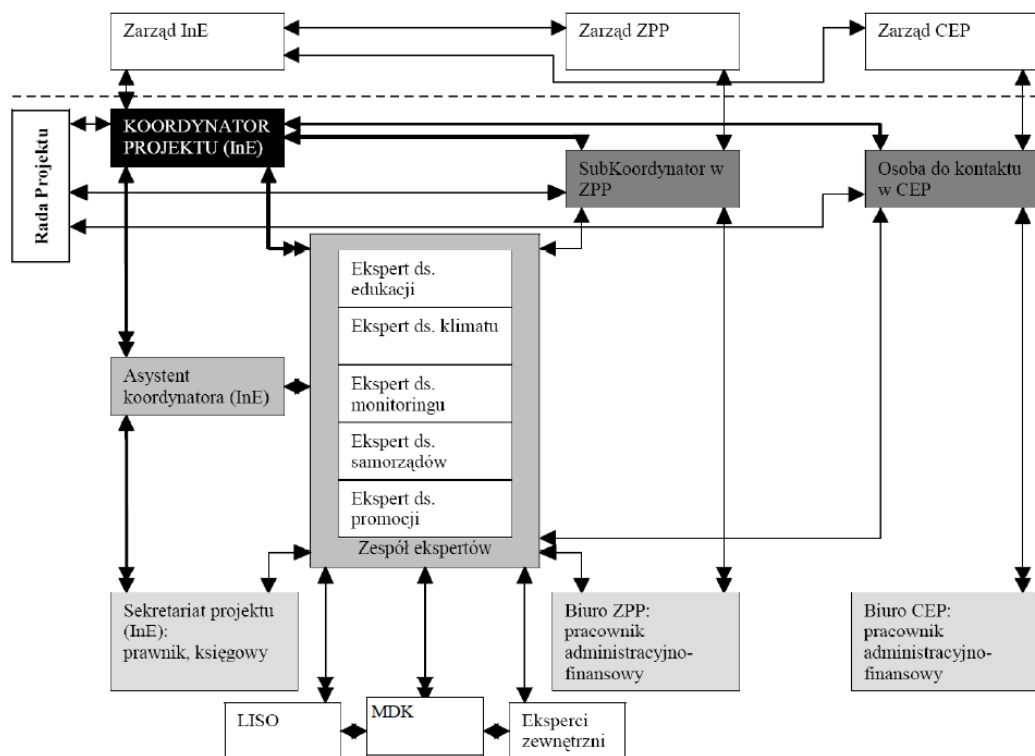 Zarząd InE
Zarząd ZPP
Zarząd CEP
KOORDYNATOR
PROJEKTU (InE)
Rada Projektu
SubKoordynator w
ZPP
Osoba do kontaktu
w CEP
Ekspert ds.
edukacji
Ekspert ds. klimatu
Ekspert ds.
monitoringu
Ekspert ds.
samorządów
Ekspert ds.
promocji
Zespół ekspertów
Asystent
koordynatora (InE)
Sekretariat projektu
(InE):
prawnik, księgowy
Biuro ZPP:
pracownik
administracyjno-
finansowy
Biuro CEP:
pracownik
administracyjno-
finansowy
LISO
MDK
Eksperci
zewnętrzni